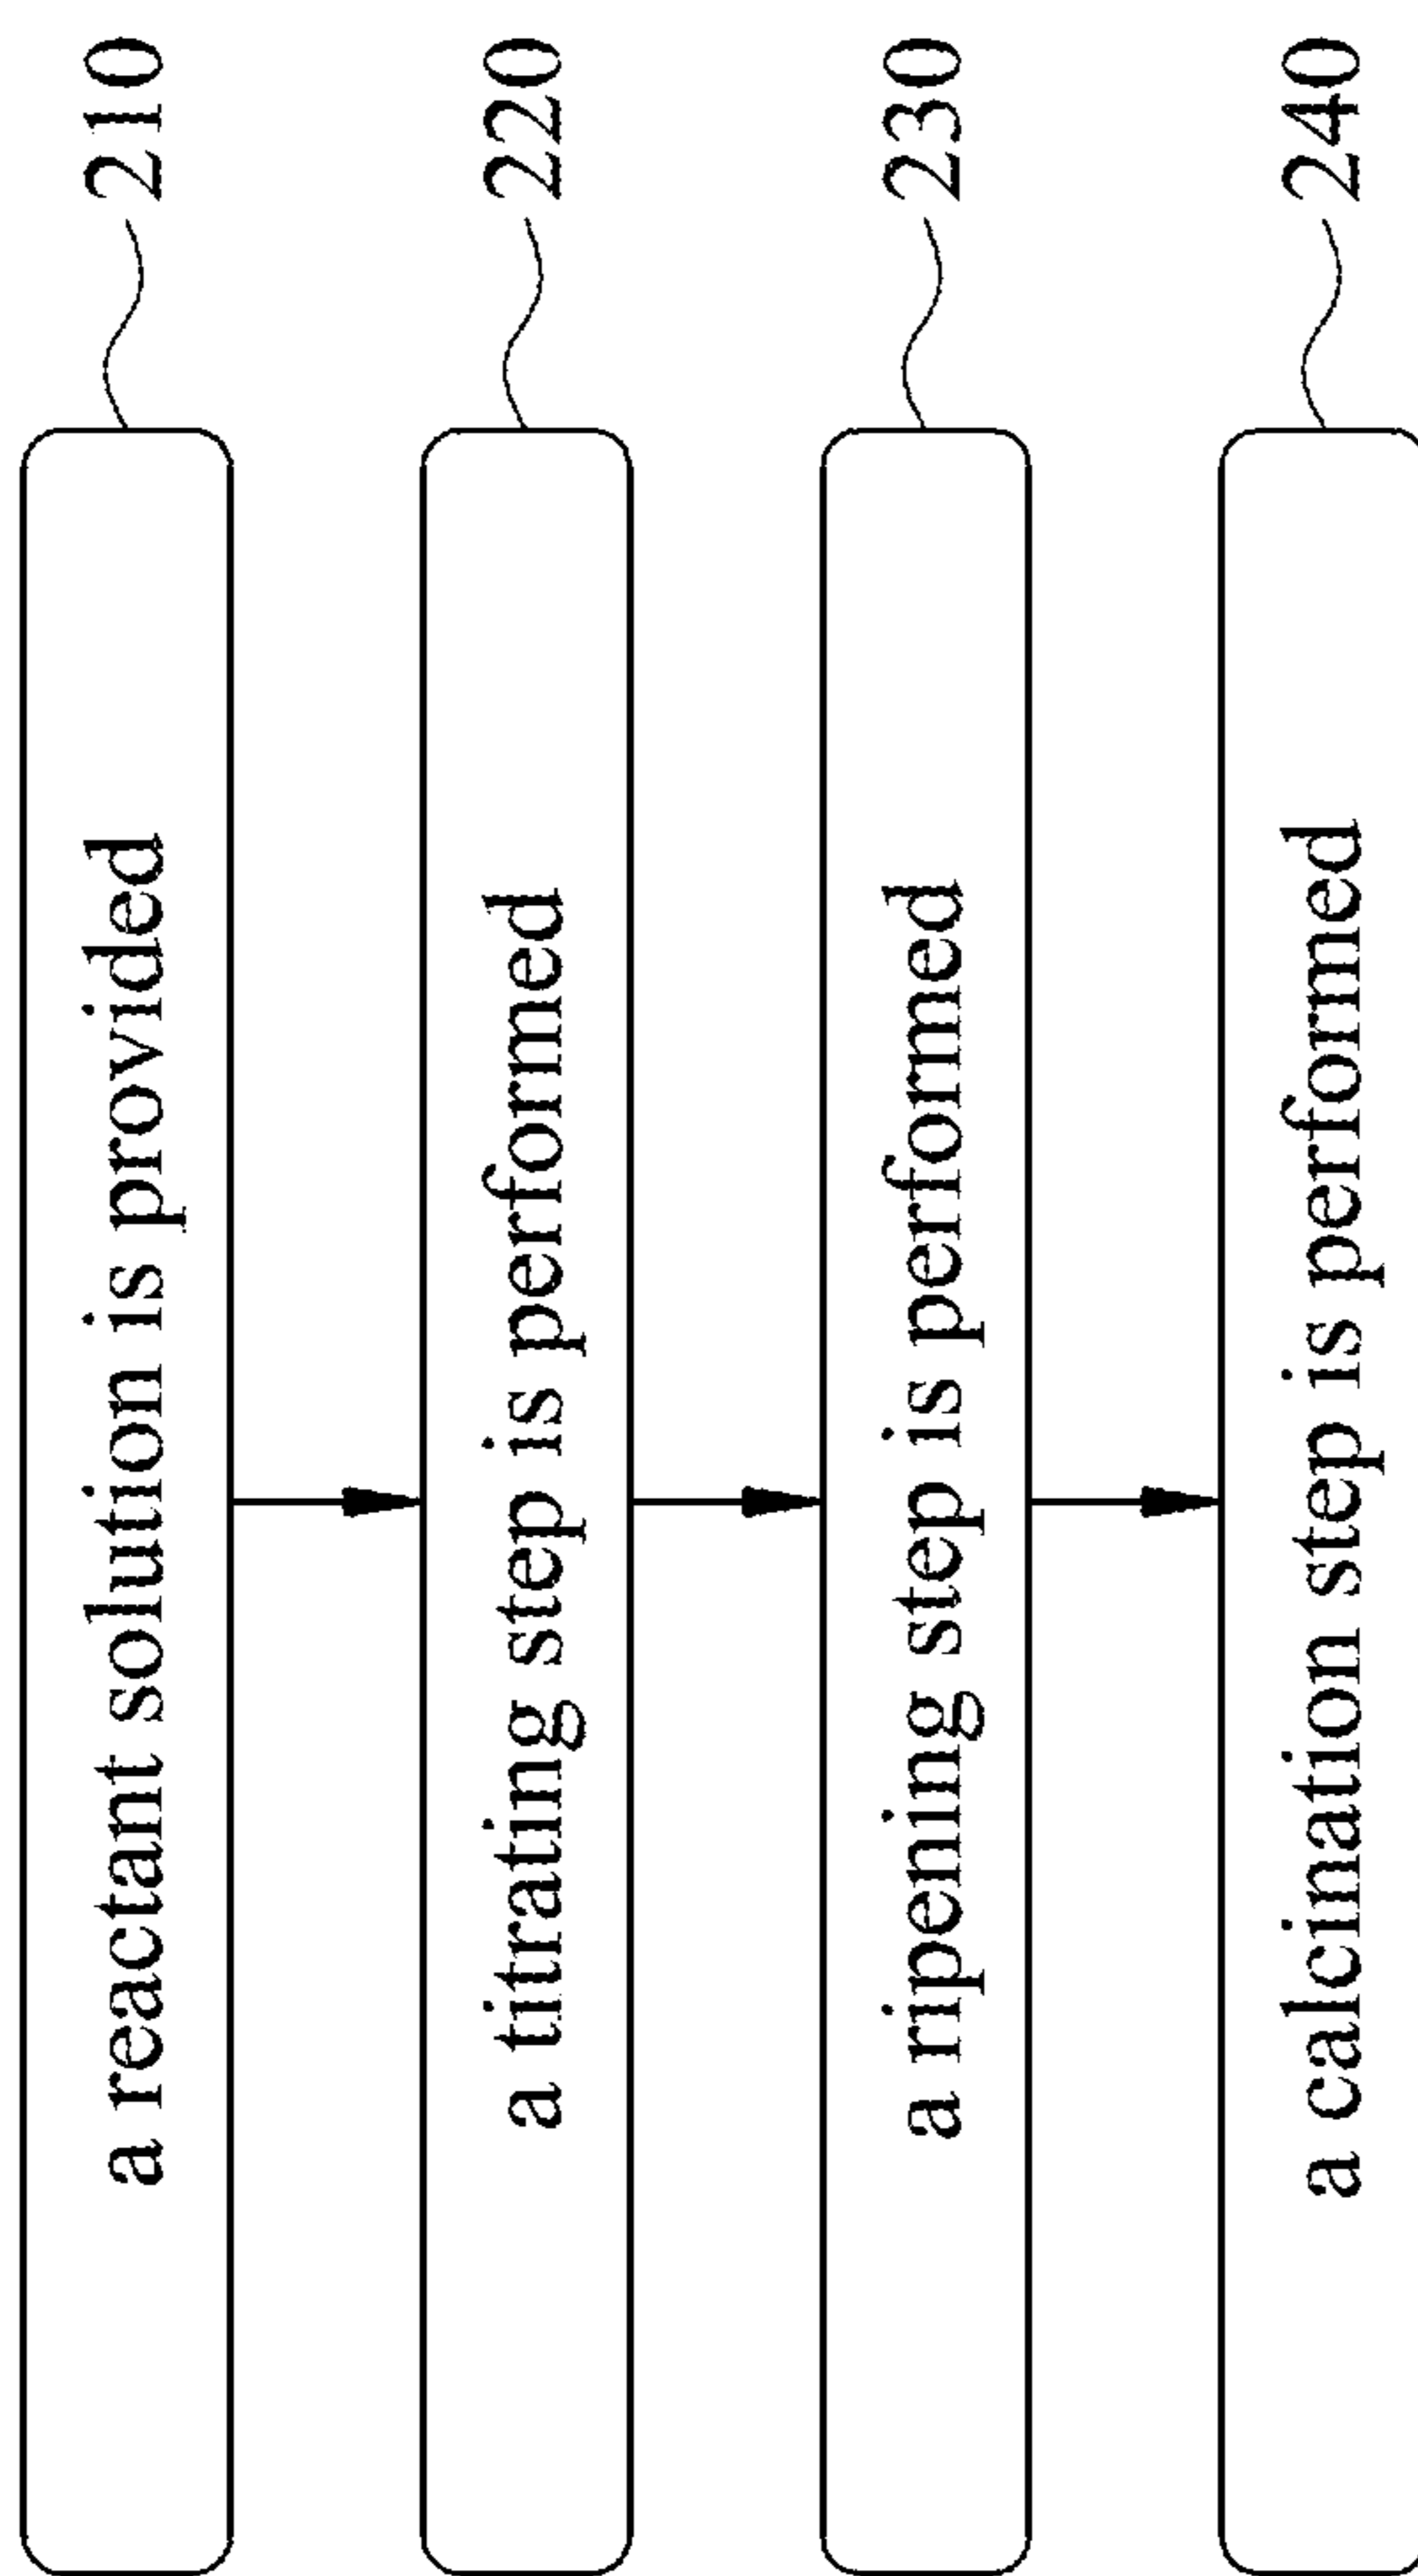 a reactant solution is provided 210
a titrating step is performed 220
a ripening step is performed 230
a calcination step is performed 240